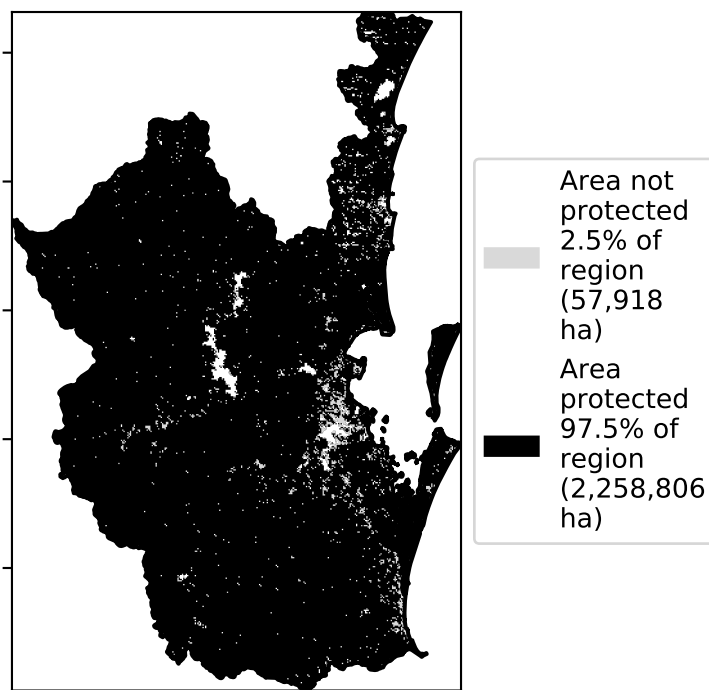 Area not
protected
2.5% of
region
(57,918
ha)
Area
protected
97.5% of
region
(2,258,806
ha)